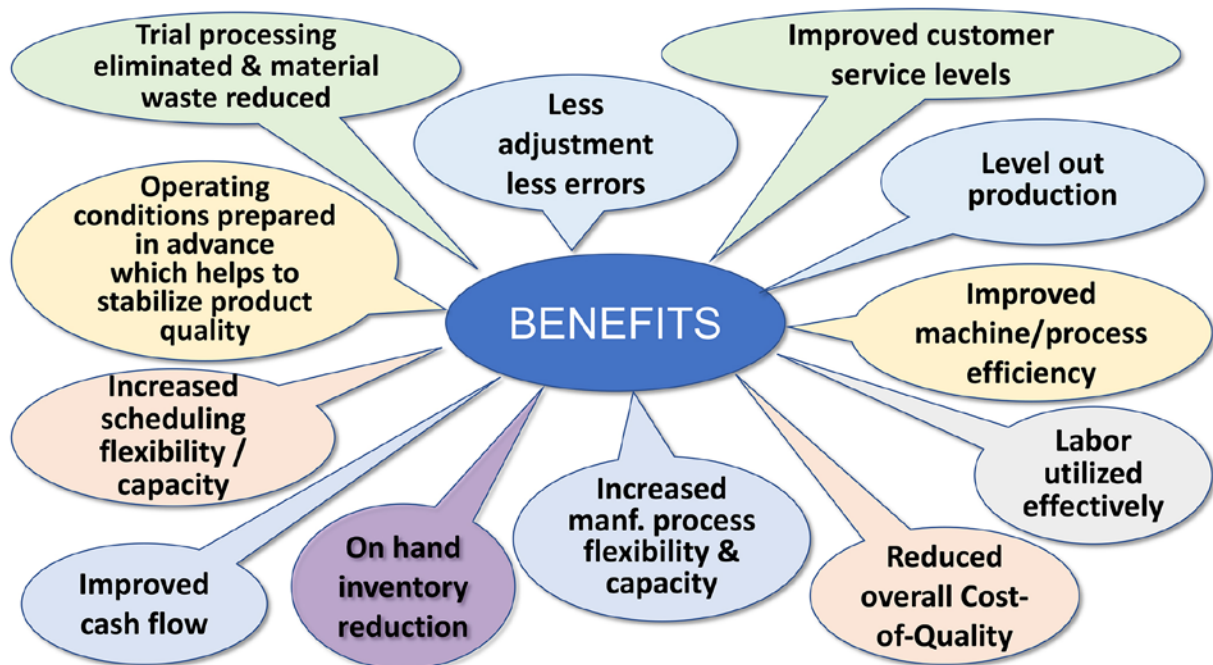 Trial processing
eliminated & material
waste reduced
Improved customer
service levels
Less
adjustment
less errors
Level out
production
Operating
conditions prepared
in advance
which helps to
stabilize product
quality
BENEFITS
Improved
machine/process
efficiency
Increased
scheduling
flexibility /
capacity
Labor
utilized
effectively
Improved
cash flow
On hand
inventory
reduction
Increased
manf. process
flexibility &
capacity
Reduced
overall Cost-
of-Quality